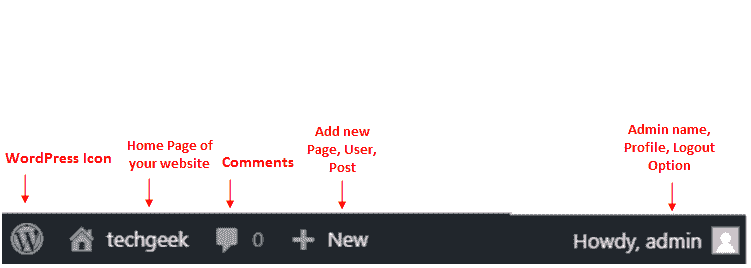 Add new
Page, User,
Post
Admin name,
Profile, Logout
Option
Home Page of
your website
WordPress Icon
Comments
techgeek
0
New
Howdy, admin